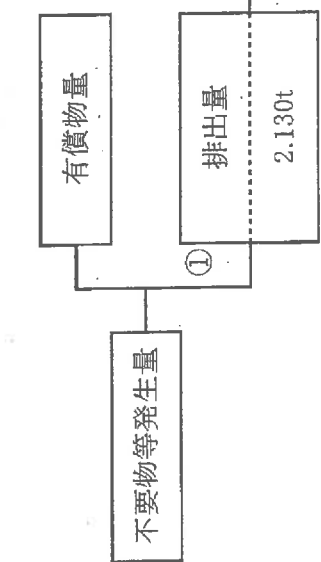 不要物等発生量
有償物量
①
排出量
2.130t